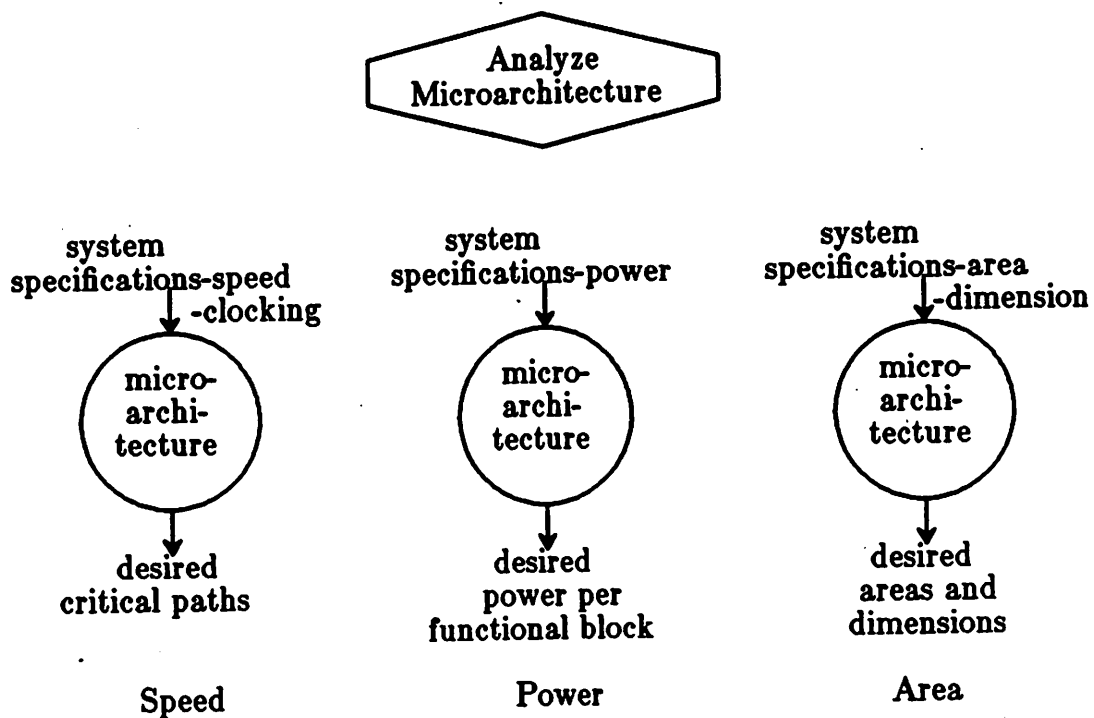 Analyze
Microarchitecture
system
specifications-speed
-clocking
micro-
archi-
tecture
desired
critical paths
Speed
system
specifications-power
micro-
archi-
tecture
desired
power per
functional block
Power
system
specifications-area
-dimension
micro-
archi-
tecture
desired
areas and
dimensions
Area